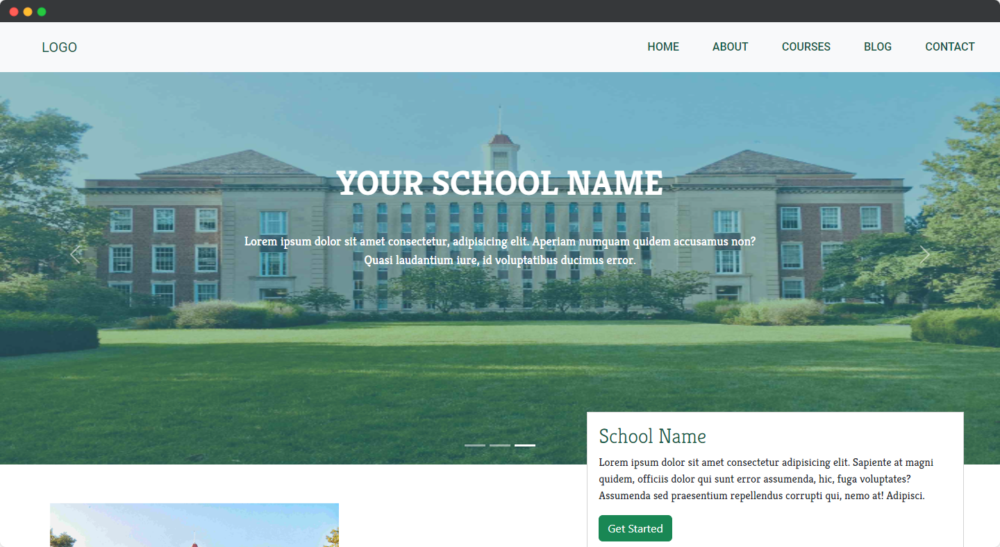 LOGO
HOME ABOUT COURSES BLOG CONTACT
YOUR SCHOOL NAME
Lorem ipsum dolor sit amet consectetur, adipisicing elit. Aperiam numquam quidem accusamus non?
Quasi laudantium iure, id voluptatibus ducimus error.
School Name
Lorem ipsum dolor sit amet consectetur adipisicing elit. Sapiente at magni
quidem, officiis dolor qui sunt error assumenda, hic, fuga voluptates?
Assumenda sed praesentium repellendus corrupti qui, nemo at! Adipisci.
Get Started